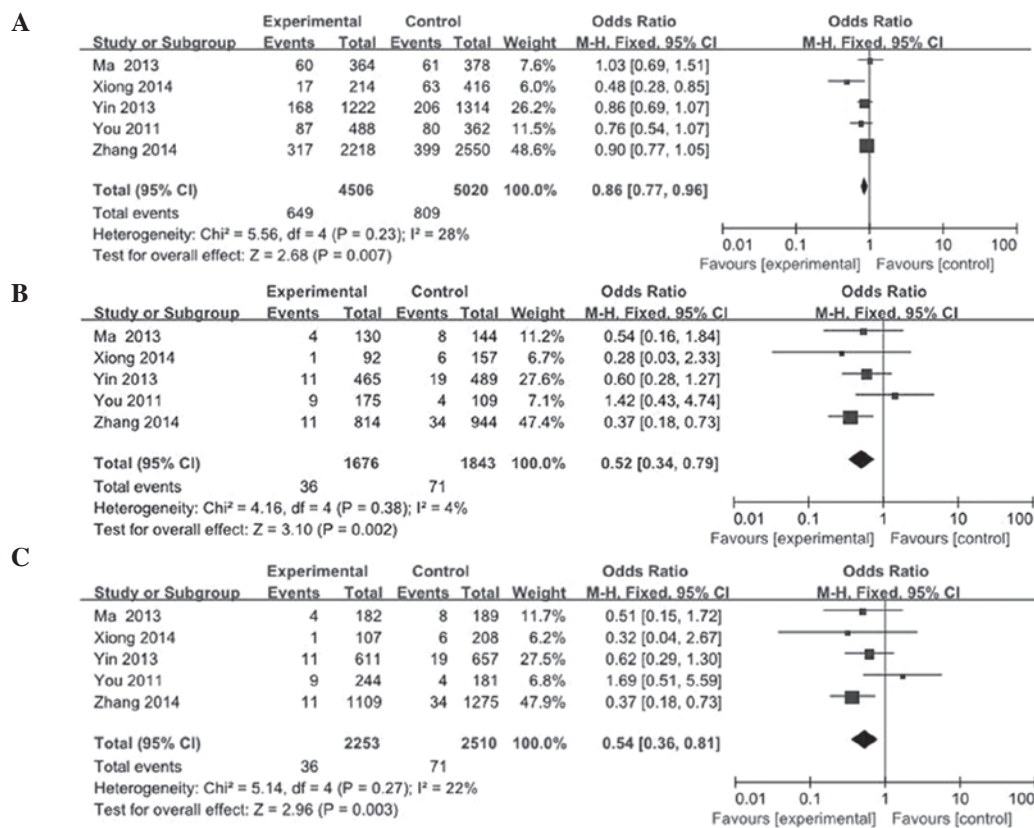 A
Experimental Control Odds Ratio Odds Ratio
Study or Subgroup Events Total Events Total Weight M-H, Fixed, 95% CI M-H, Fixed, 95% CI
Ma 2013 60 364 61 378 7.6% 1.03 [0.69, 1.51]
Xiong 2014 17 214 63 416 6.0% 0.48 [0.28, 0.85]
Yin 2013 168 1222 206 1314 26.2% 0.86 [0.69, 1.07]
You 2011 87 488 80 362 11.5% 0.76 [0.54, 1.07]
Zhang 2014 317 2218 399 2550 48.6% 0.90 [0.77, 1.05]
Total (95% CI) 4506 5020 100.0% 0.86 [0.77, 0.96]
Total events 649 809
Heterogeneity: Chi² = 5.56, df = 4 (P = 0.23); I² = 28%
Test for overall effect: Z = 2.68 (P = 0.007)
0.01 0.1 1 10 100
Favours [experimental] Favours [control]
B
Experimental Control Odds Ratio Odds Ratio
Study or Subgroup Events Total Events Total Weight M-H, Fixed, 95% CI M-H, Fixed, 95% CI
Ma 2013 4 130 8 144 11.2% 0.54 [0.16, 1.84]
Xiong 2014 1 92 6 157 6.7% 0.28 [0.03, 2.33]
Yin 2013 11 465 19 489 27.6% 0.60 [0.28, 1.27]
You 2011 9 175 4 109 7.1% 1.42 [0.43, 4.74]
Zhang 2014 11 814 34 944 47.4% 0.37 [0.18, 0.73]
Total (95% CI) 1676 1843 100.0% 0.52 [0.34, 0.79]
Total events 36 71
Heterogeneity: Chi² = 4.16, df = 4 (P = 0.38); I² = 4%
Test for overall effect: Z = 3.10 (P = 0.002)
0.01 0.1 1 10 100
Favours [experimental] Favours [control]
C
Experimental Control Odds Ratio Odds Ratio
Study or Subgroup Events Total Events Total Weight M-H, Fixed, 95% CI M-H, Fixed, 95% CI
Ma 2013 4 182 8 189 11.7% 0.51 [0.15, 1.72]
Xiong 2014 1 107 6 208 6.2% 0.32 [0.04, 2.67]
Yin 2013 11 611 19 657 27.5% 0.62 [0.29, 1.30]
You 2011 9 244 4 181 6.8% 1.69 [0.51, 5.59]
Zhang 2014 11 1109 34 1275 47.9% 0.37 [0.18, 0.73]
Total (95% CI) 2253 2510 100.0% 0.54 [0.36, 0.81]
Total events 36 71
Heterogeneity: Chi² = 5.14, df = 4 (P = 0.27); I² = 22%
Test for overall effect: Z = 2.96 (P = 0.003)
0.01 0.1 1 10 100
Favours [experimental] Favours [control]